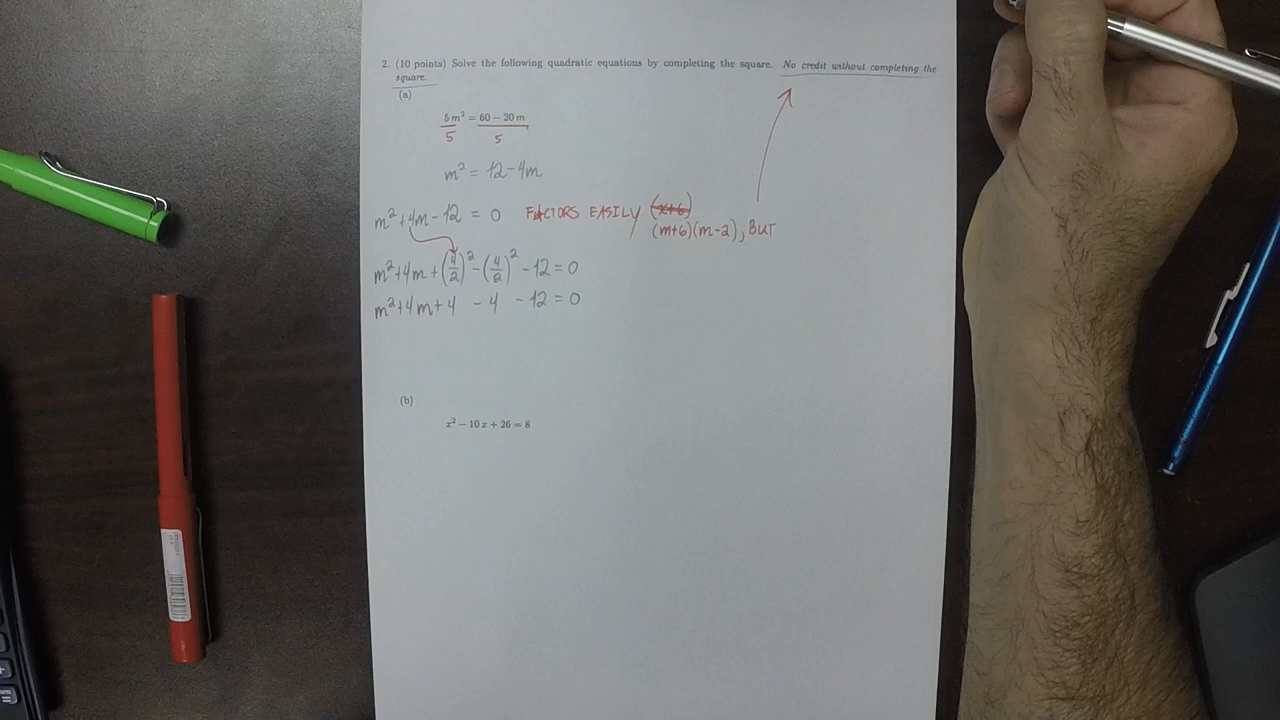 2. (10 points) Solve the following quadratic equations by completing the square. No credit without completing the
square.
(a)
5m² = 60 − 20m
5 5
m² = 12-4m
m²+4m-12 = 0 FACTORS EASILY (x+6)
(m+6)(m-2), BUT
m²+4m+(4/2)²-(4/2)²-12=0
m²+4m+4 -4 -12=0
(b)
x² − 10x + 26 = 8